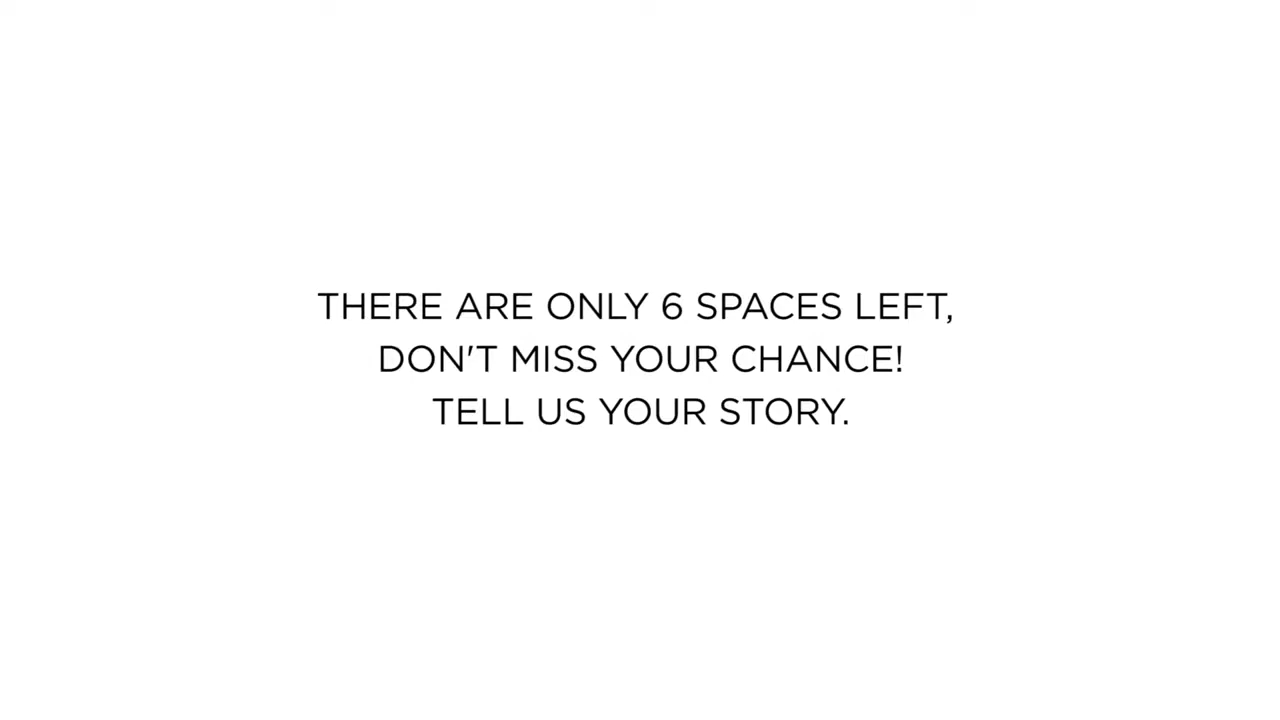 THERE ARE ONLY 6 SPACES LEFT,
DON'T MISS YOUR CHANCE!
TELL US YOUR STORY.